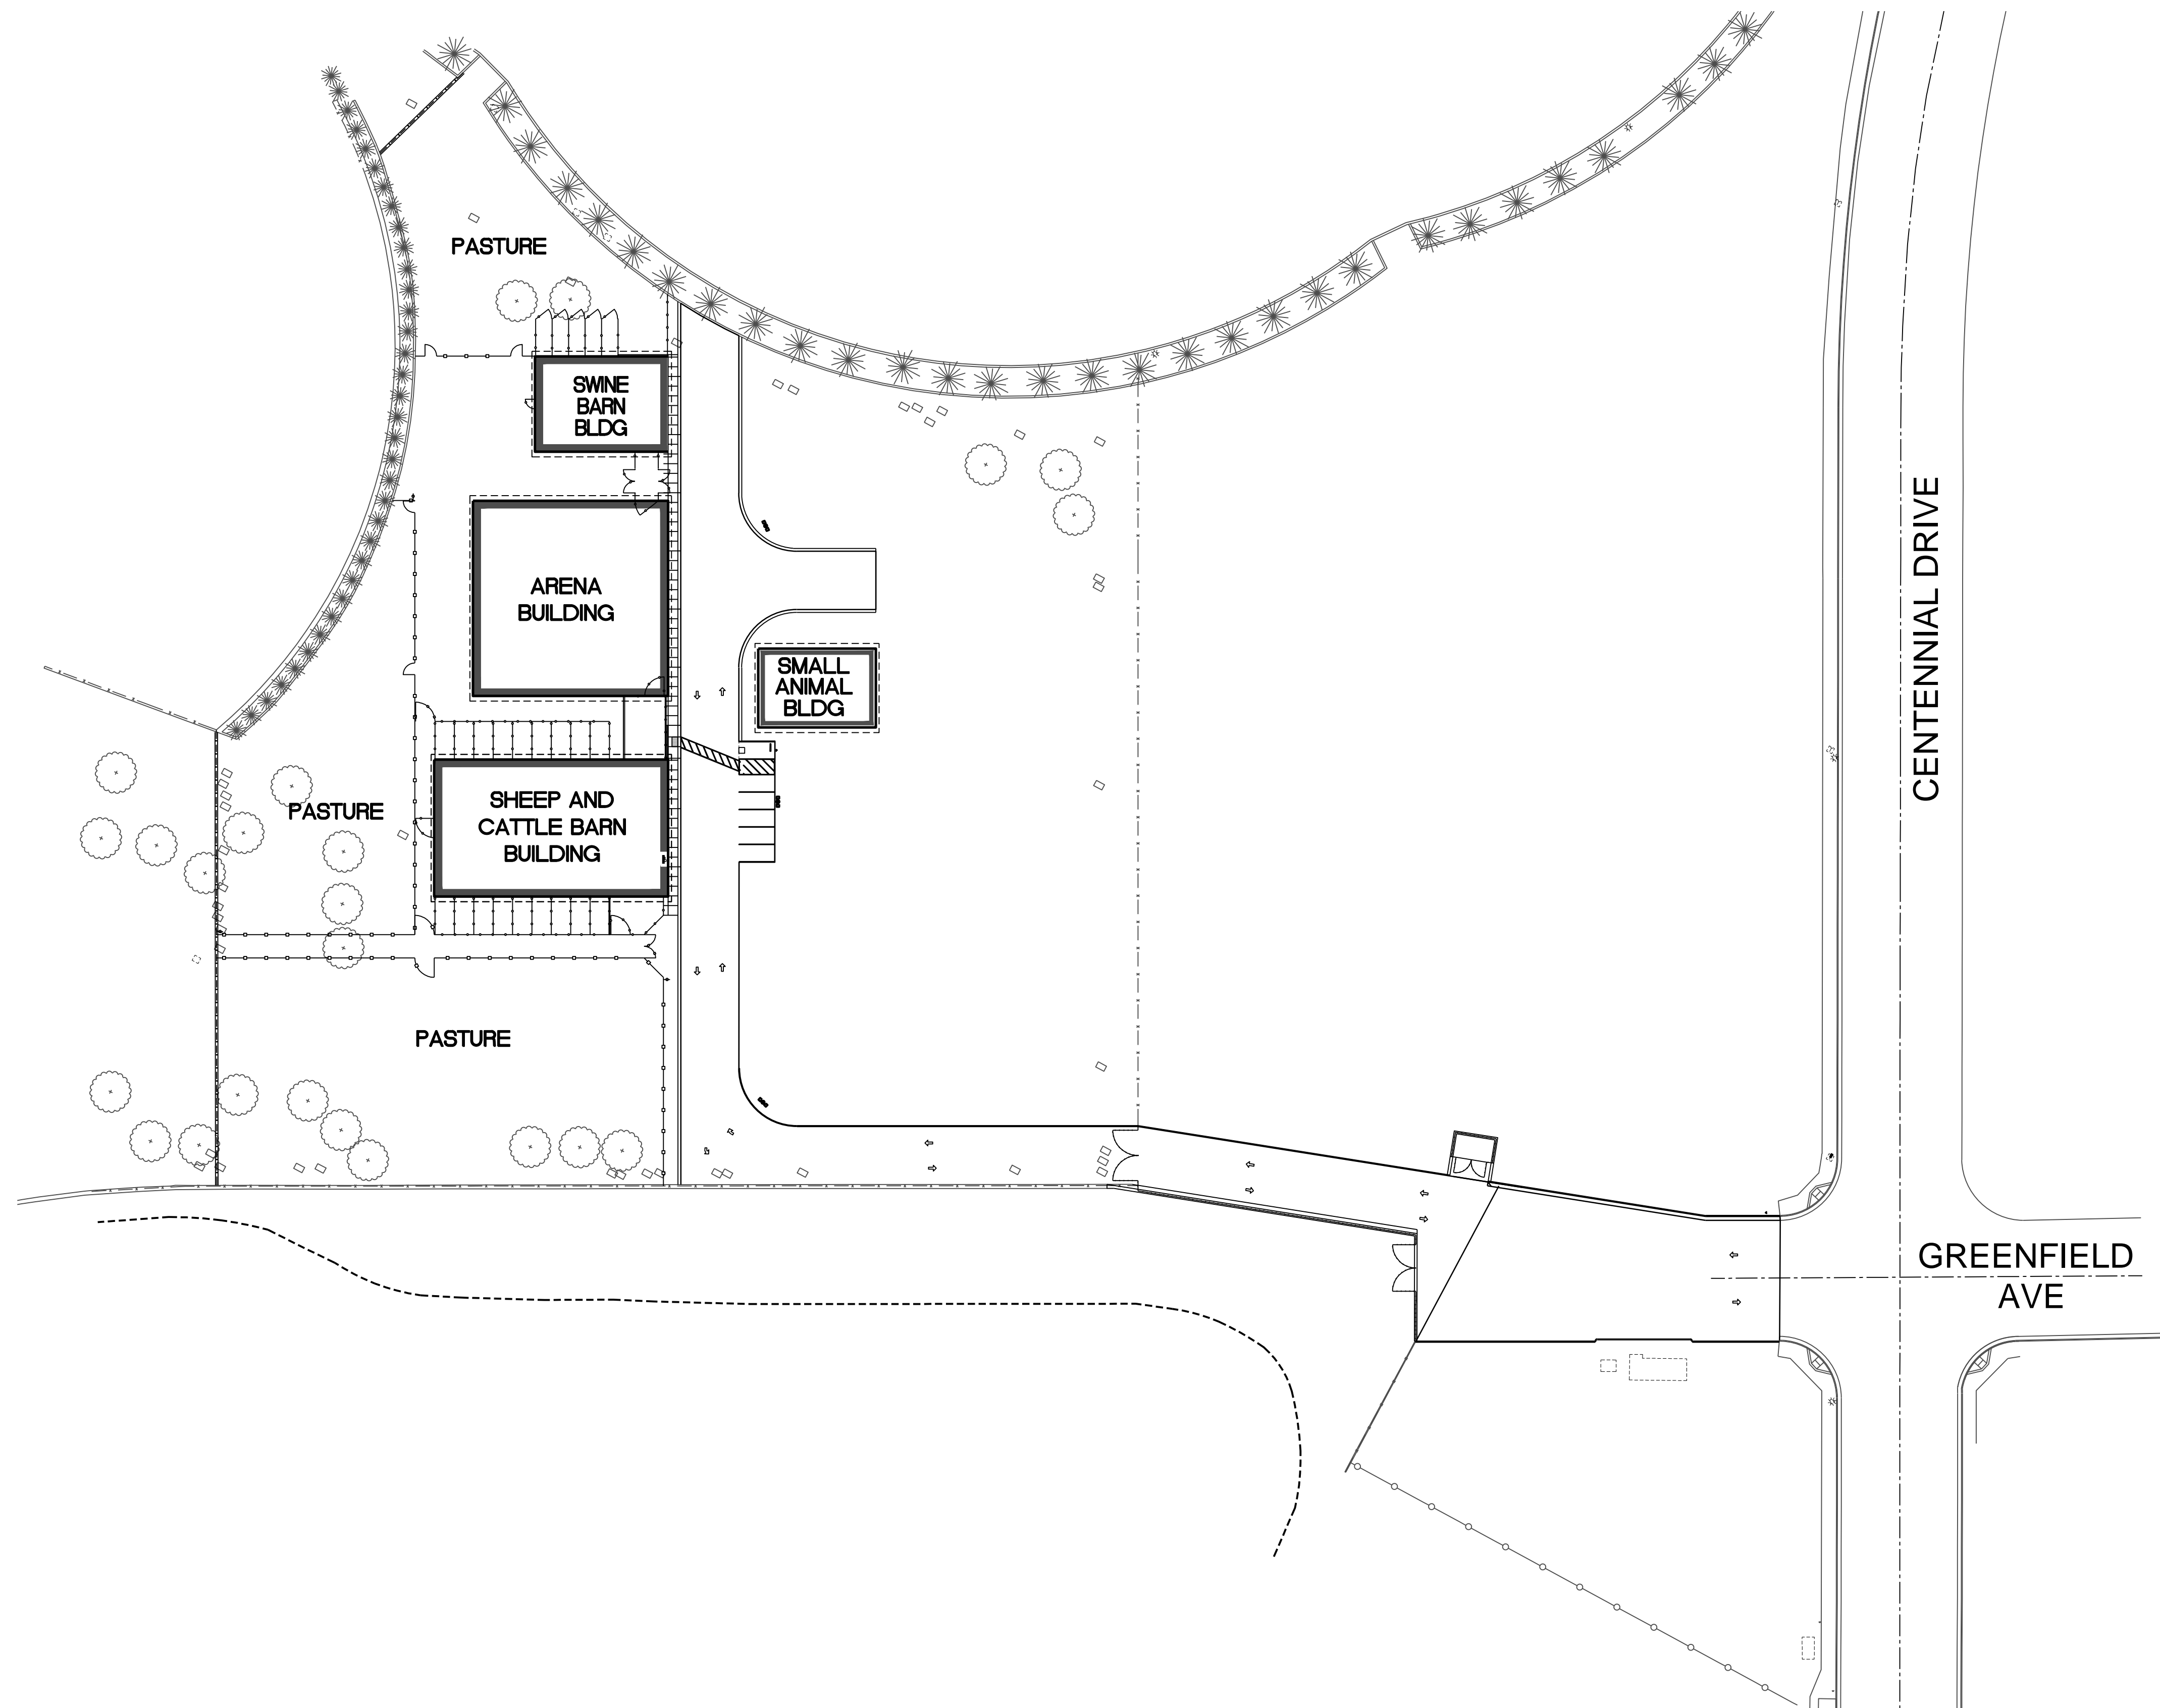 PASTURE
SWINE
BARN
BLDG
ARENA
BUILDING
SMALL
ANIMAL
BLDG
PASTURE
SHEEP AND
CATTLE BARN
BUILDING
PASTURE
CENTENNIAL DRIVE
GREENFIELD
AVE